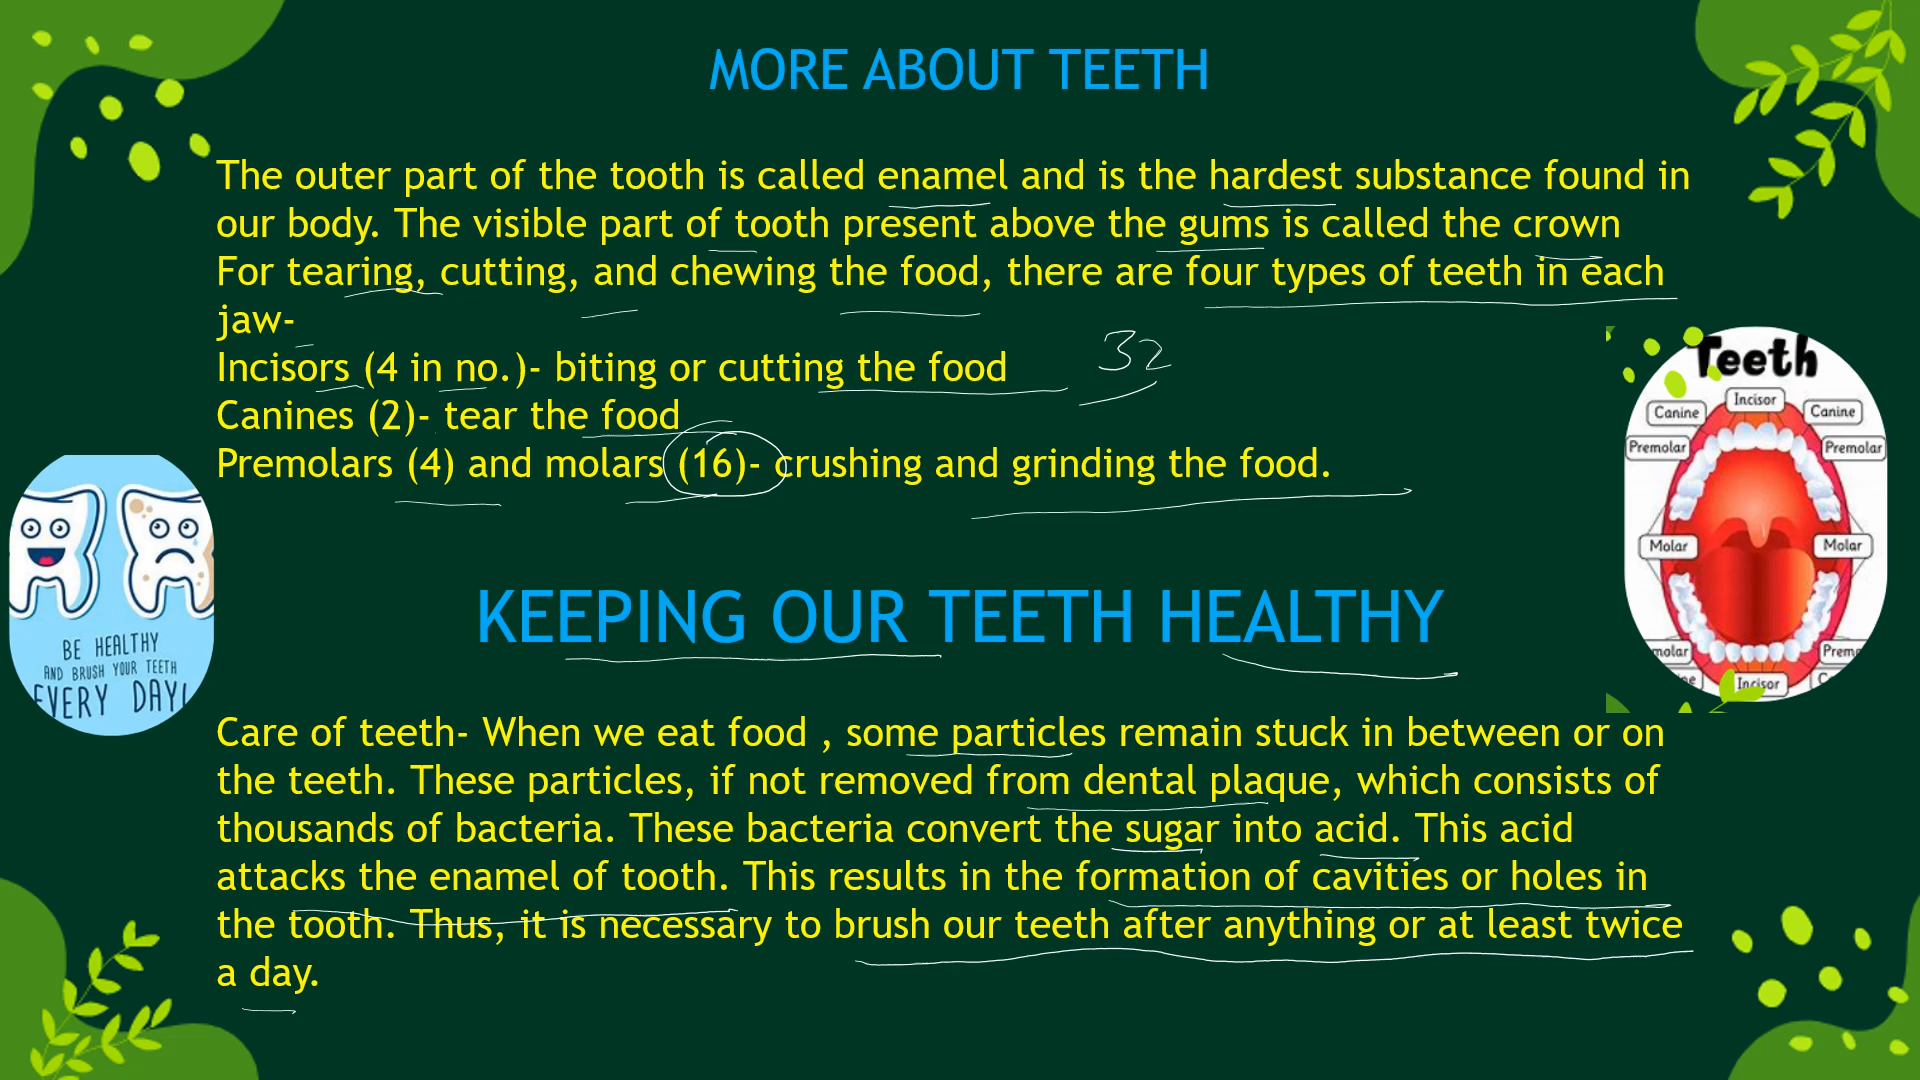 MORE ABOUT TEETH
The outer part of the tooth is called enamel and is the hardest substance found in
our body. The visible part of tooth present above the gums is called the crown
For tearing, cutting, and chewing the food, there are four types of teeth in each
jaw-
Incisors (4 in no.)- biting or cutting the food
32
Canines (2)- tear the food
Premolars (4) and molars (16)- crushing and grinding the food.
Teeth
Incisor
Canine
Canine
Premolar
Premolar
Molar
Molar
molar
Prem
Incisor
BE HEALTHY
AND BRUSH YOUR TEETH
EVERY DAY!
KEEPING OUR TEETH HEALTHY
Care of teeth- When we eat food , some particles remain stuck in between or on
the teeth. These particles, if not removed from dental plaque, which consists of
thousands of bacteria. These bacteria convert the sugar into acid. This acid
attacks the enamel of tooth. This results in the formation of cavities or holes in
the tooth. Thus, it is necessary to brush our teeth after anything or at least twice
a day.